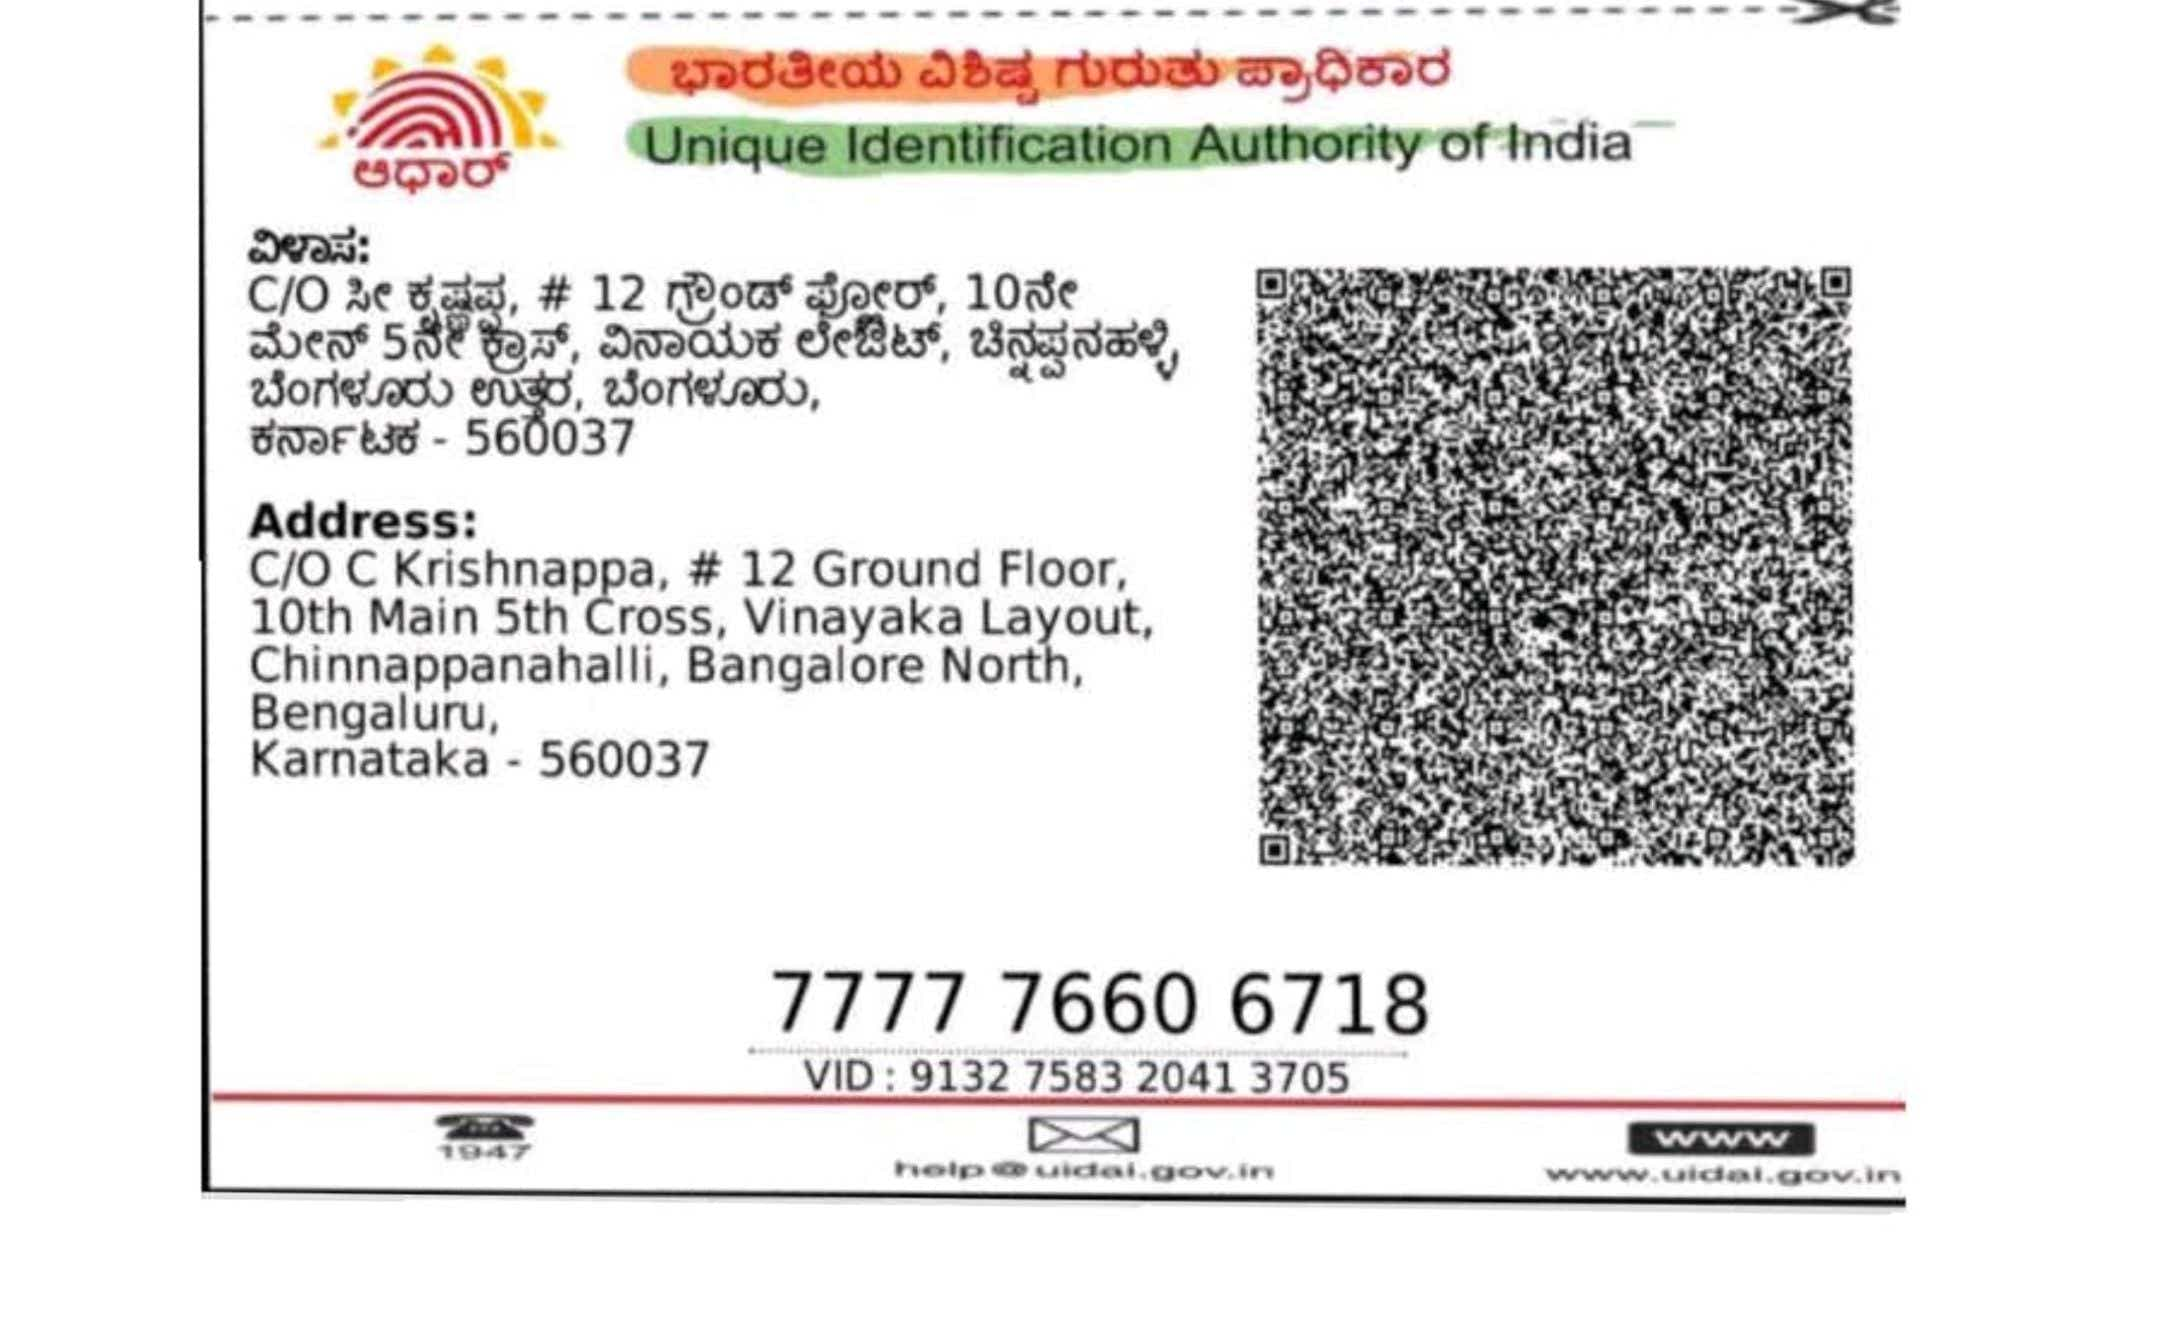 ಆಧಾರ್
ಭಾರತೀಯ ವಿಶಿಷ್ಟ ಗುರುತು ಪ್ರಾಧಿಕಾರ
Unique Identification Authority of India
ವಿಳಾಸ:
C/O ಸೀ ಕೃಷ್ಣಪ್ಪ, # 12 ಗ್ರೌಂಡ್ ಫ್ಲೋರ್, 10ನೇ
ಮೇನ್ 5ನೇ ಕ್ರಾಸ್, ವಿನಾಯಕ ಲೇಔಟ್, ಚಿನ್ನಪ್ಪನಹಳ್ಳಿ,
ಬೆಂಗಳೂರು ಉತ್ತರ, ಬೆಂಗಳೂರು,
ಕರ್ನಾಟಕ - 560037
Address:
C/O C Krishnappa, # 12 Ground Floor,
10th Main 5th Cross, Vinayaka Layout,
Chinnappanahalli, Bangalore North,
Bengaluru,
Karnataka - 560037
7777 7660 6718
VID : 9132 7583 2041 3705
1947
help@uidai.gov.in
www
www.uidai.gov.in